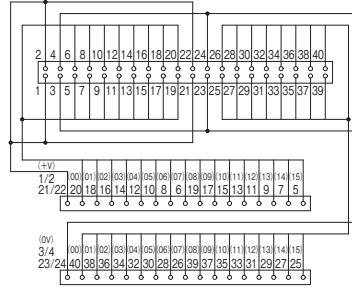 2 4 6 8 10 12 14 16 18 20 22 24 26 28 30 32 34 36 38 40
1 3 5 7 9 11 13 15 17 19 21 23 25 27 29 31 33 35 37 39
(+V)
1/2 (00) (01) (02) (03) (04) (05) (06) (07) (08) (09) (10) (11) (12) (13) (14) (15)
21/22 20 18 16 14 12 10 8 6 19 17 15 13 11 9 7 5
(0V)
3/4 (00) (01) (02) (03) (04) (05) (06) (07) (08) (09) (10) (11) (12) (13) (14) (15)
23/24 40 38 36 34 32 30 28 26 39 37 35 33 31 29 27 25